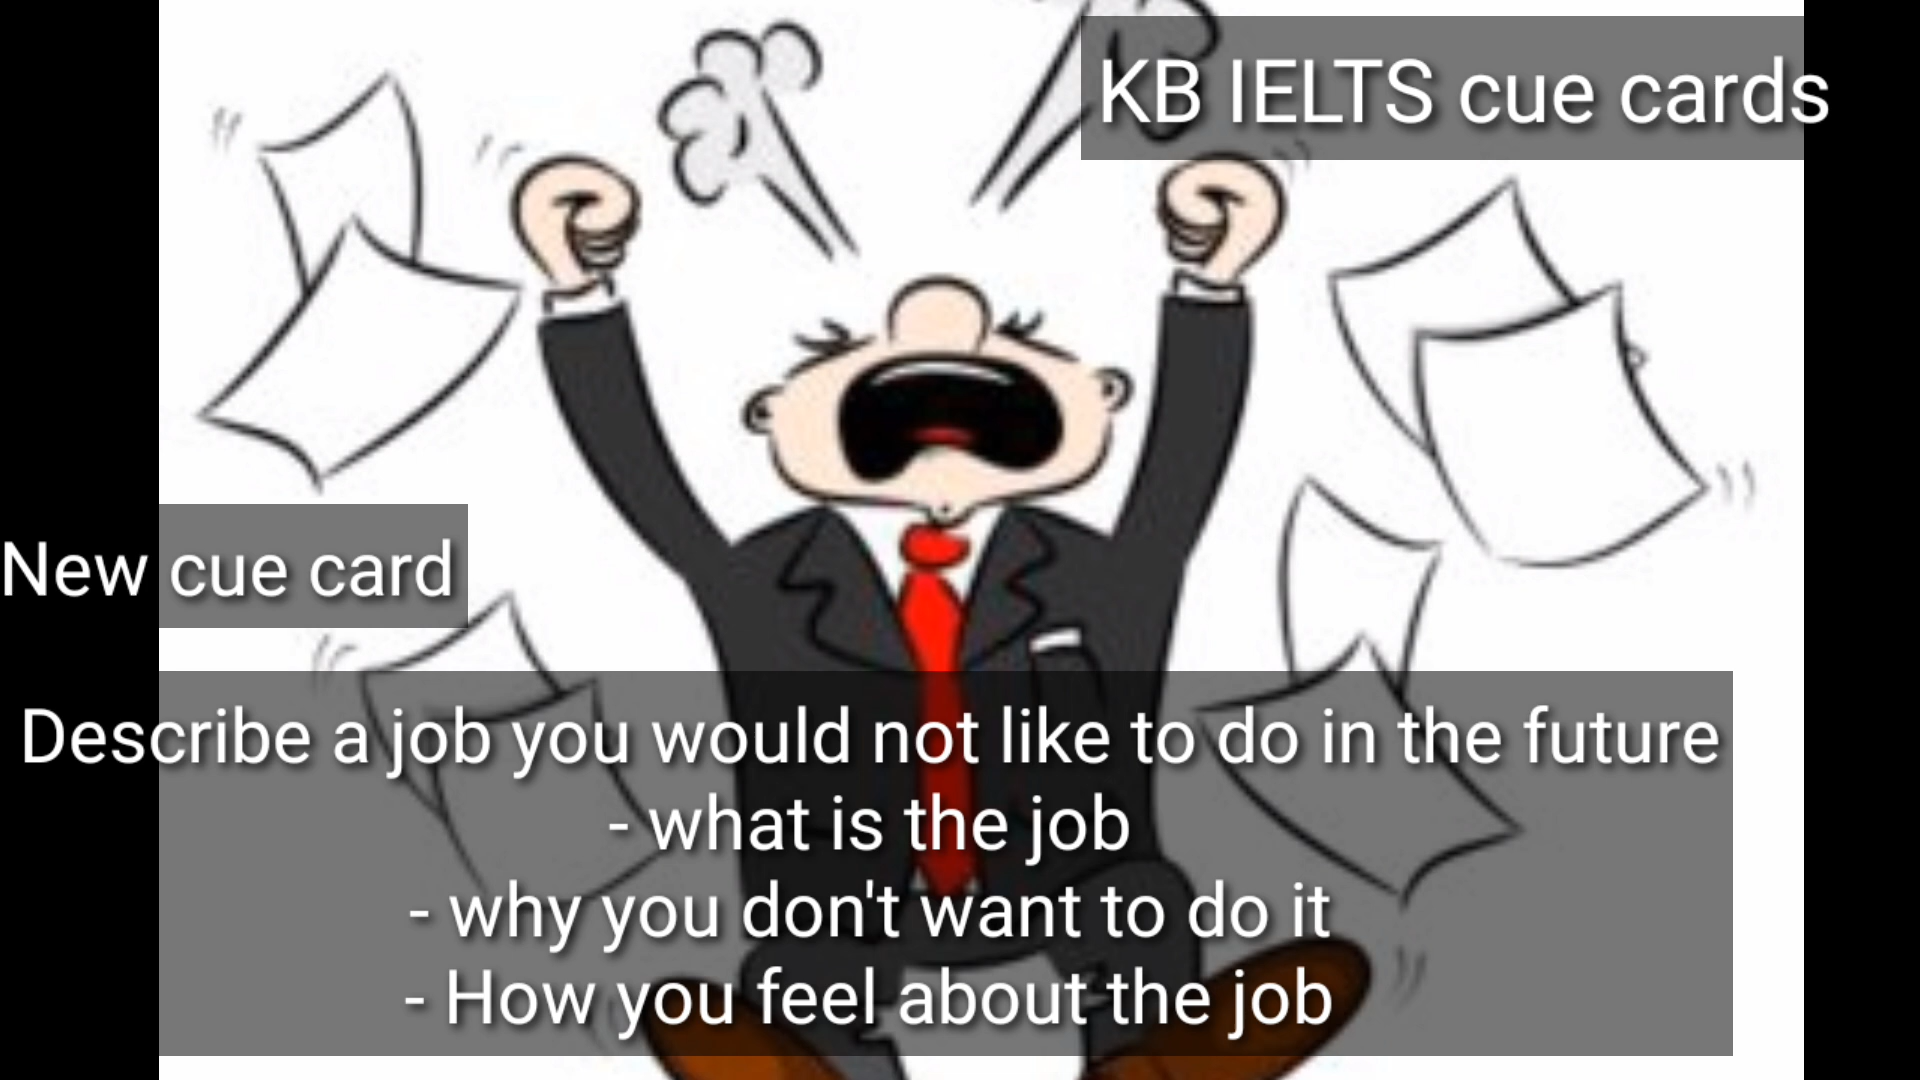 KB IELTS cue cards
New cue card
Describe a job you would not like to do in the future
- what is the job
- why you don't want to do it
- How you feel about the job